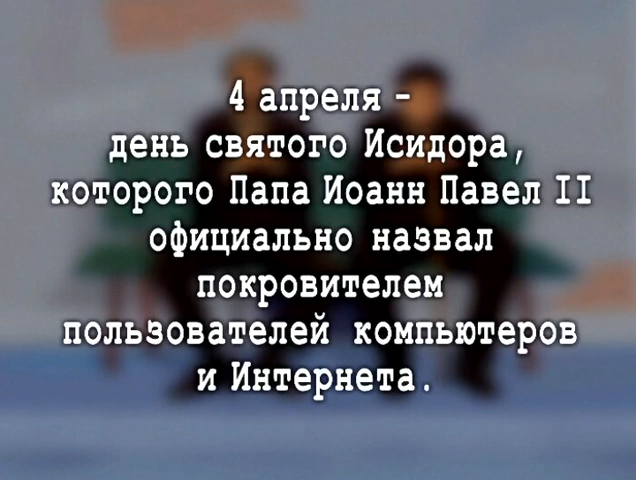 4 апреля -
день святого Исидора,
которого Папа Иоанн Павел II
официально назвал
покровителем
пользователей компьютеров
и Интернета.